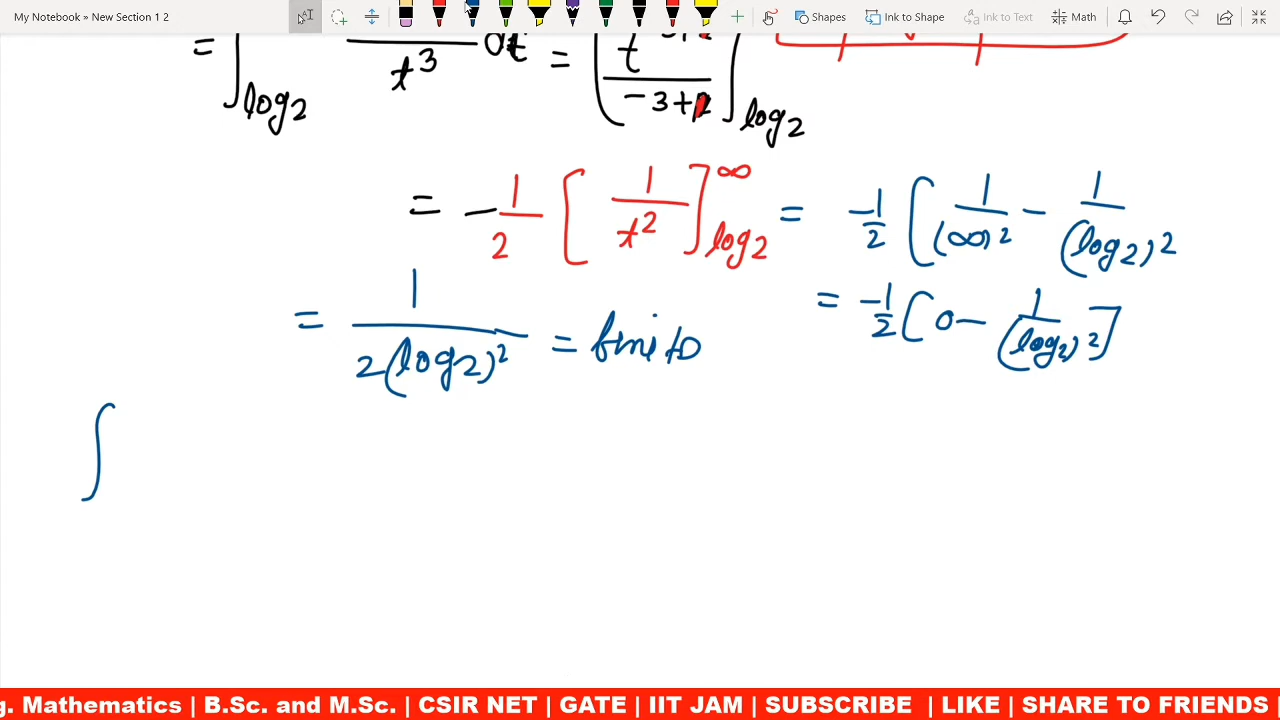 My Notebook » New Section 1 2
Shapes Ink to Shape Ink to Text Math
= ∫_{log2} 1/t³ dt = [t^{-3+1}/(-3+1)]_{log2}
= -1/2 [1/t²]_{log2}^{∞} = -1/2 [1/(∞)² - 1/(log2)²
= 1/(2(log2)²) = finite = -1/2 [0 - 1/(log2)²]
∫
g. Mathematics | B.Sc. and M.Sc. | CSIR NET | GATE | IIT JAM | SUBSCRIBE | LIKE | SHARE TO FRIENDS |